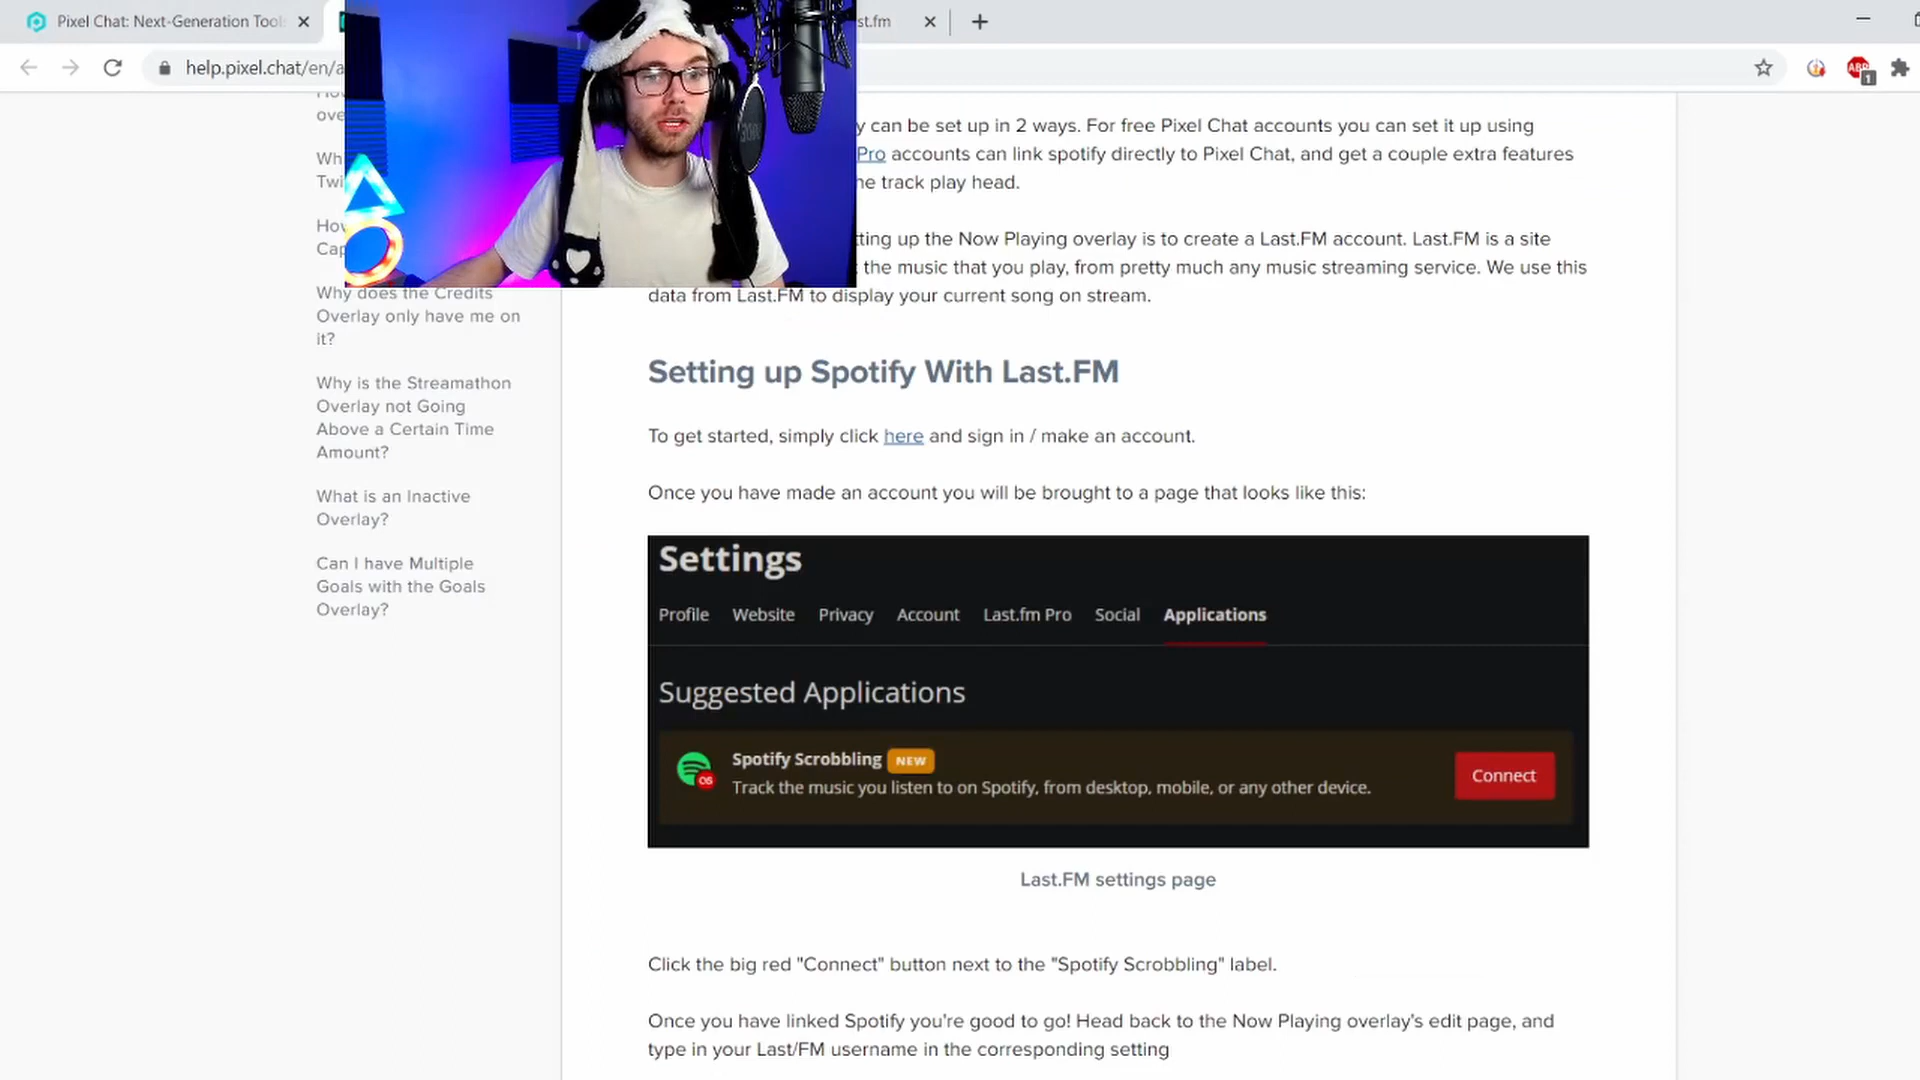 Pixel Chat: Next-Generation Tool
st.fm
help.pixel.chat/en/a
ABP
1
ove
Wh
Twi
Hov
Cap
Why does the Credits
Overlay only have me on
it?
Why is the Streamathon
Overlay not Going
Above a Certain Time
Amount?
What is an Inactive
Overlay?
Can I have Multiple
Goals with the Goals
Overlay?
y can be set up in 2 ways. For free Pixel Chat accounts you can set it up using
Pro accounts can link spotify directly to Pixel Chat, and get a couple extra features
ne track play head.
tting up the Now Playing overlay is to create a Last.FM account. Last.FM is a site
the music that you play, from pretty much any music streaming service. We use this
data from Last.FM to display your current song on stream.
Setting up Spotify With Last.FM
To get started, simply click here and sign in / make an account.
Once you have made an account you will be brought to a page that looks like this:
Settings
Profile Website Privacy Account Last.fm Pro Social Applications
Suggested Applications
Spotify Scrobbling NEW
Track the music you listen to on Spotify, from desktop, mobile, or any other device.
Connect
Last.FM settings page
Click the big red "Connect" button next to the "Spotify Scrobbling" label.
Once you have linked Spotify you're good to go! Head back to the Now Playing overlay's edit page, and
type in your Last/FM username in the corresponding setting